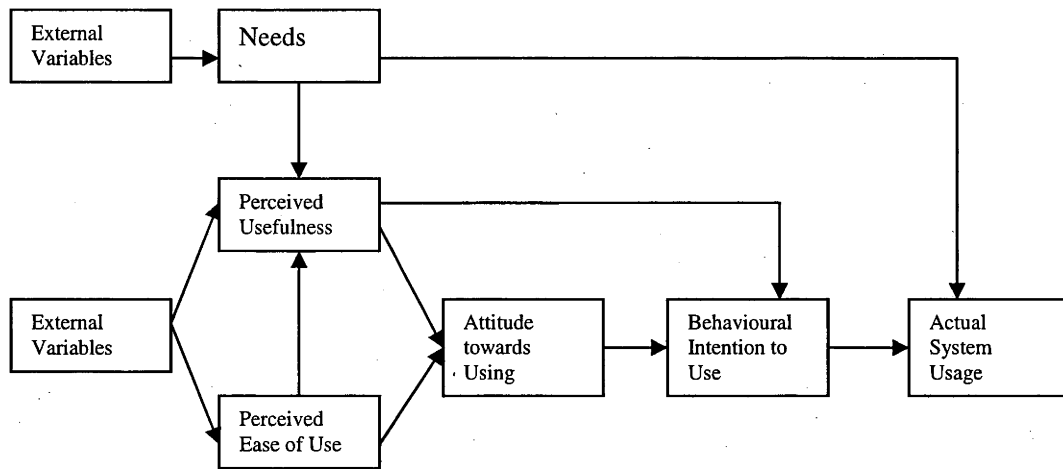 External
Variables
Needs
Perceived
Usefulness
External
Variables
Attitude
towards
Using
Behavioural
Intention to
Use
Actual
System
Usage
Perceived
Ease of Use